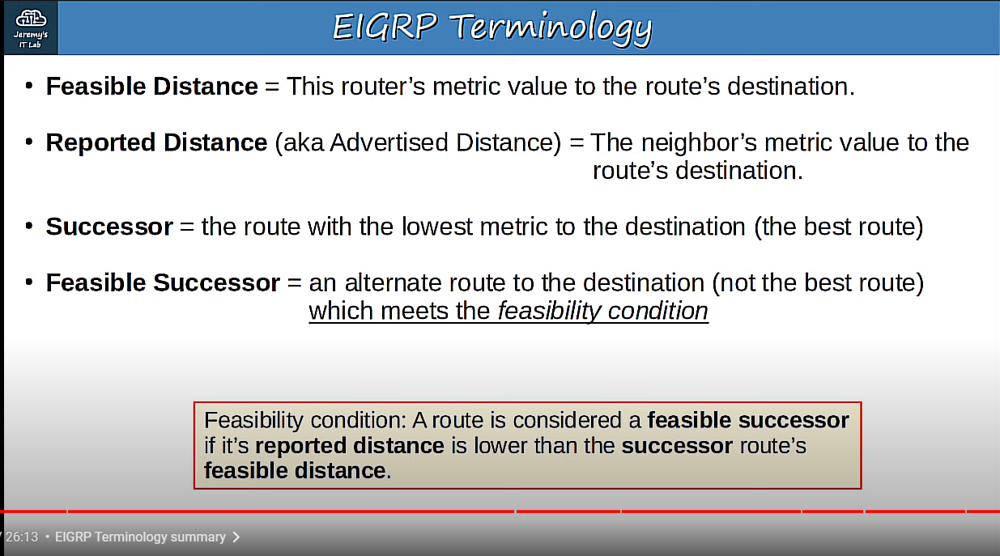 Jeremy's
IT Lab
EIGRP Terminology
• Feasible Distance = This router's metric value to the route's destination.
• Reported Distance (aka Advertised Distance) = The neighbor's metric value to the
route's destination.
• Successor = the route with the lowest metric to the destination (the best route)
• Feasible Successor = an alternate route to the destination (not the best route)
which meets the feasibility condition
Feasibility condition: A route is considered a feasible successor
if it's reported distance is lower than the successor route's
feasible distance.
/ 26:13 • EIGRP Terminology summary >